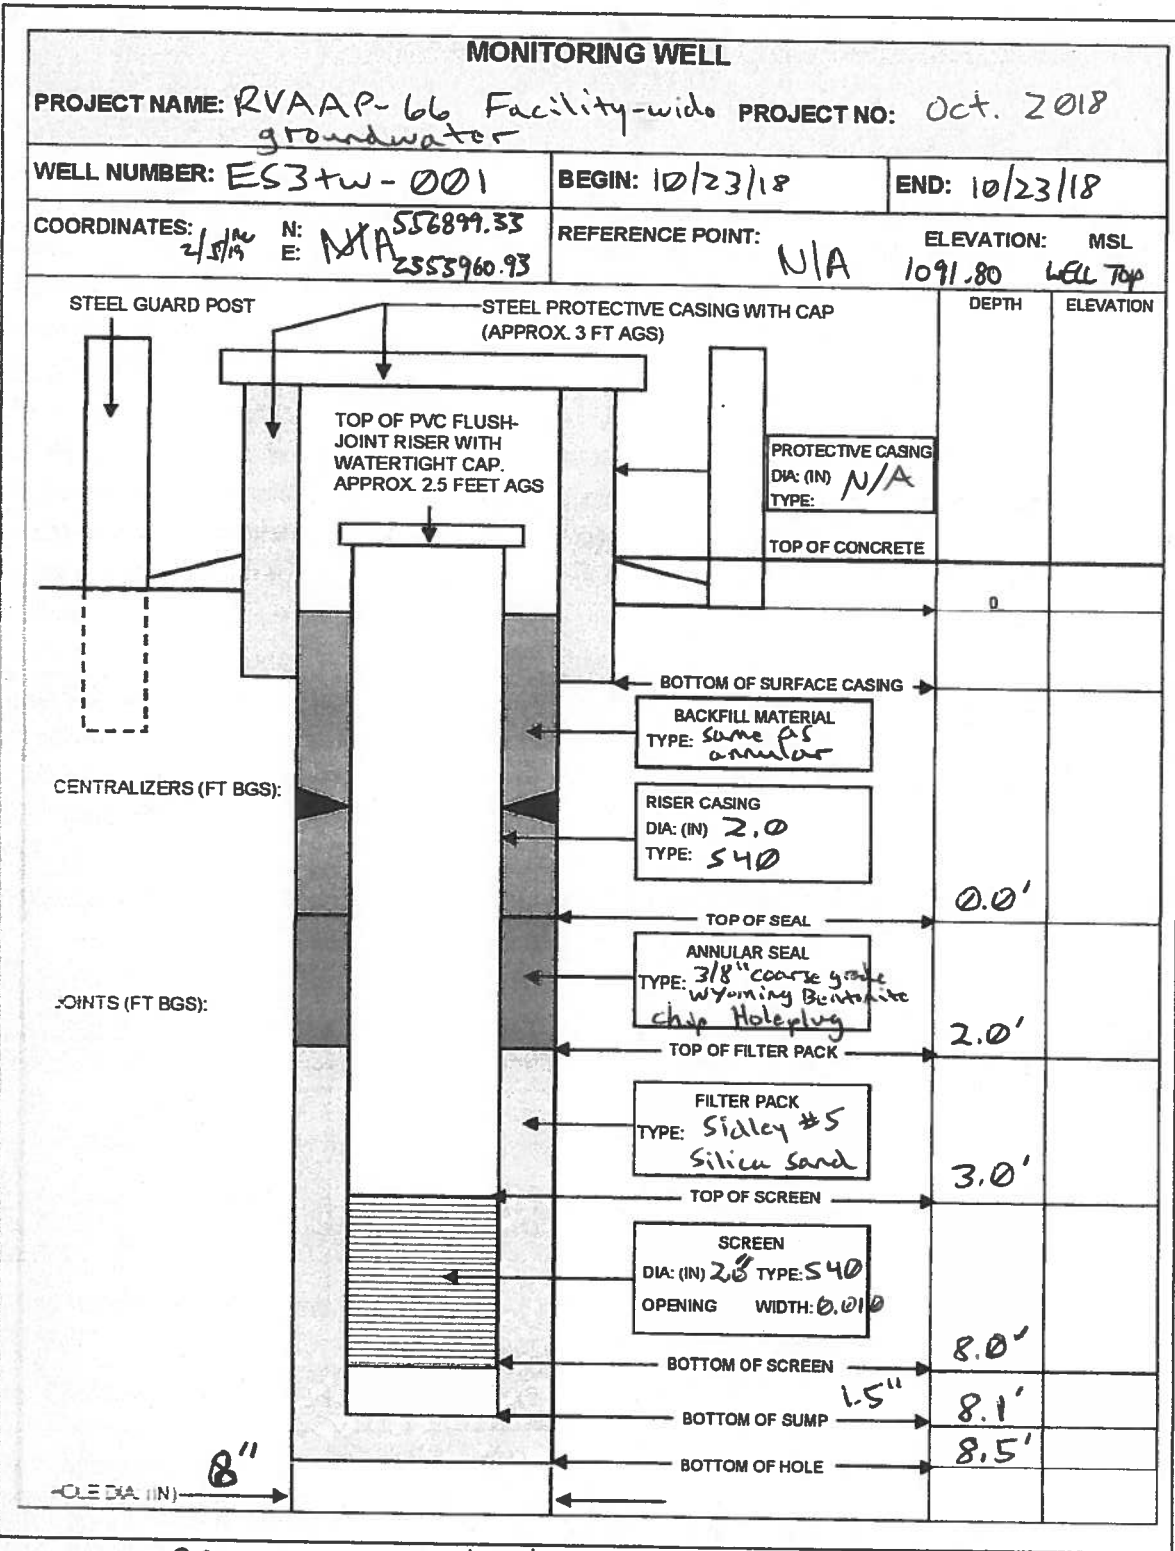 MONITORING WELL
PROJECT NAME: RVAAP-66 Facility-wide PROJECT NO: Oct. 2018
groundwater
WELL NUMBER: ES3tw-001 BEGIN: 10/23/18 END: 10/23/18
COORDINATES: N: 556899.33 REFERENCE POINT: ELEVATION: MSL
2/5/19 E: N/A 2353960.93 N/A 1091.80 WELL TOP
STEEL GUARD POST STEEL PROTECTIVE CASING WITH CAP DEPTH ELEVATION
(APPROX. 3 FT AGS)
TOP OF PVC FLUSH-
JOINT RISER WITH
WATERTIGHT CAP.
APPROX. 2.5 FEET AGS
PROTECTIVE CASING
DIA: (IN) N/A
TYPE:
TOP OF CONCRETE
0
BOTTOM OF SURFACE CASING
BACKFILL MATERIAL
TYPE: same as
annular
CENTRALIZERS (FT BGS):
RISER CASING
DIA: (IN) 2.0
TYPE: S40
TOP OF SEAL 0.0'
ANNULAR SEAL
TYPE: 3/8" coarse grade
Wyoming Bentonite
chip Holeplug
JOINTS (FT BGS):
TOP OF FILTER PACK 2.0'
FILTER PACK
TYPE: Sidley #5
Silica Sand
TOP OF SCREEN 3.0'
SCREEN
DIA: (IN) 2.0" TYPE: S40
OPENING WIDTH: 0.010
BOTTOM OF SCREEN 8.0'
1.5"
BOTTOM OF SUMP 8.1'
BOTTOM OF HOLE 8.5'
8"
HOLE DIA. (IN)